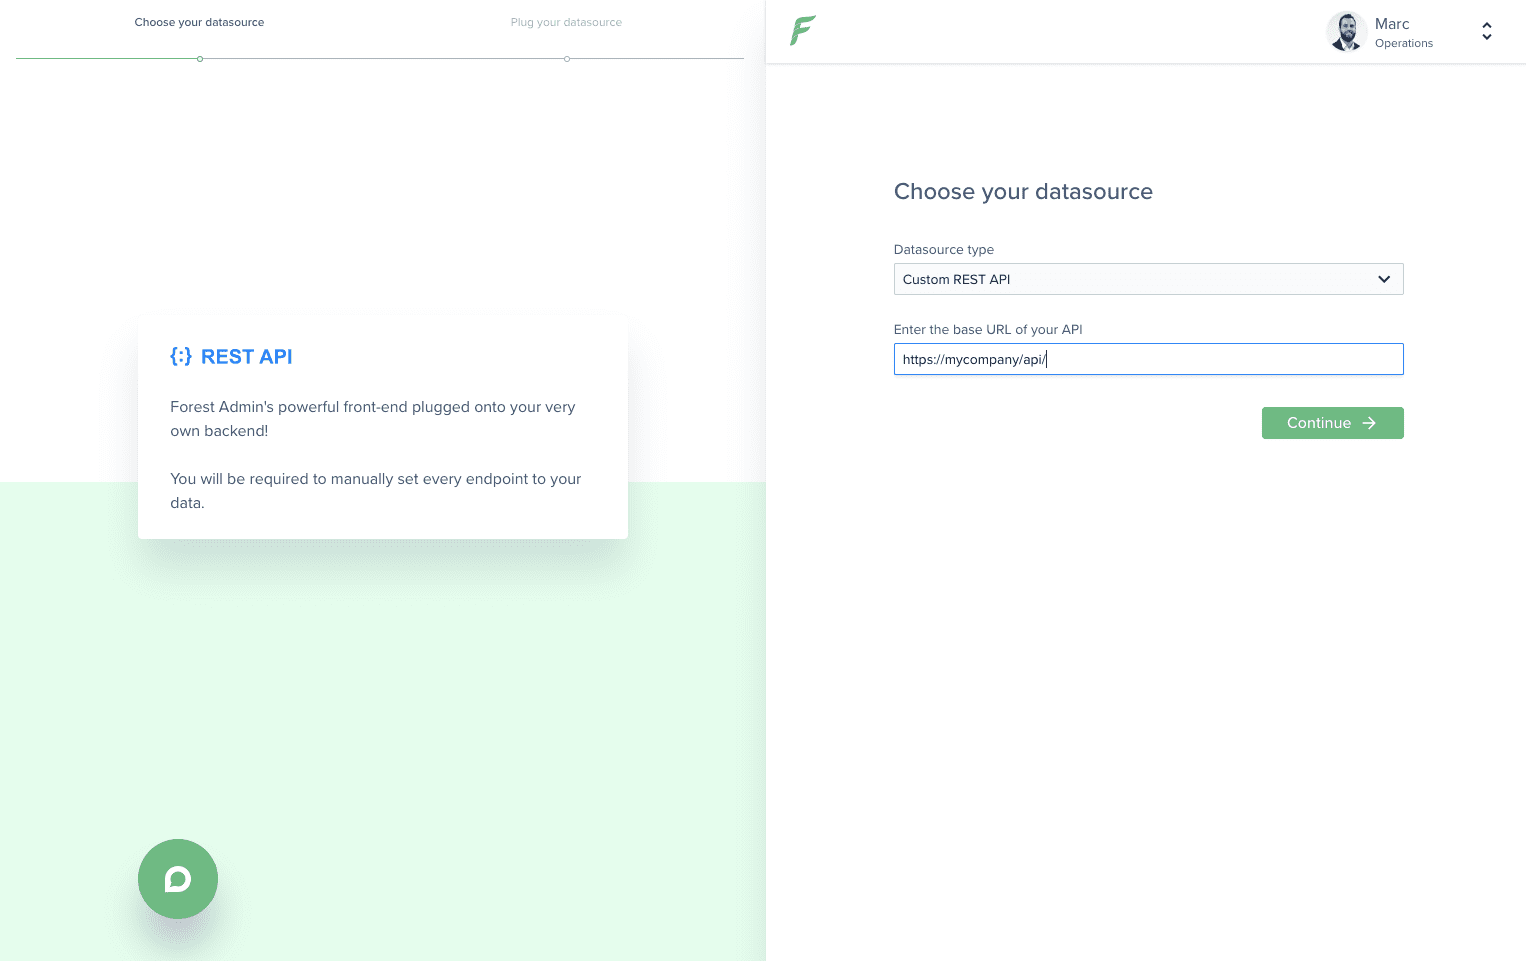 Choose your datasource
Plug your datasource
{:} REST API
Forest Admin's powerful front-end plugged onto your very
own backend!
You will be required to manually set every endpoint to your
data.
Marc
Operations
Choose your datasource
Datasource type
Custom REST API
Enter the base URL of your API
https://mycompany/api/
Continue →